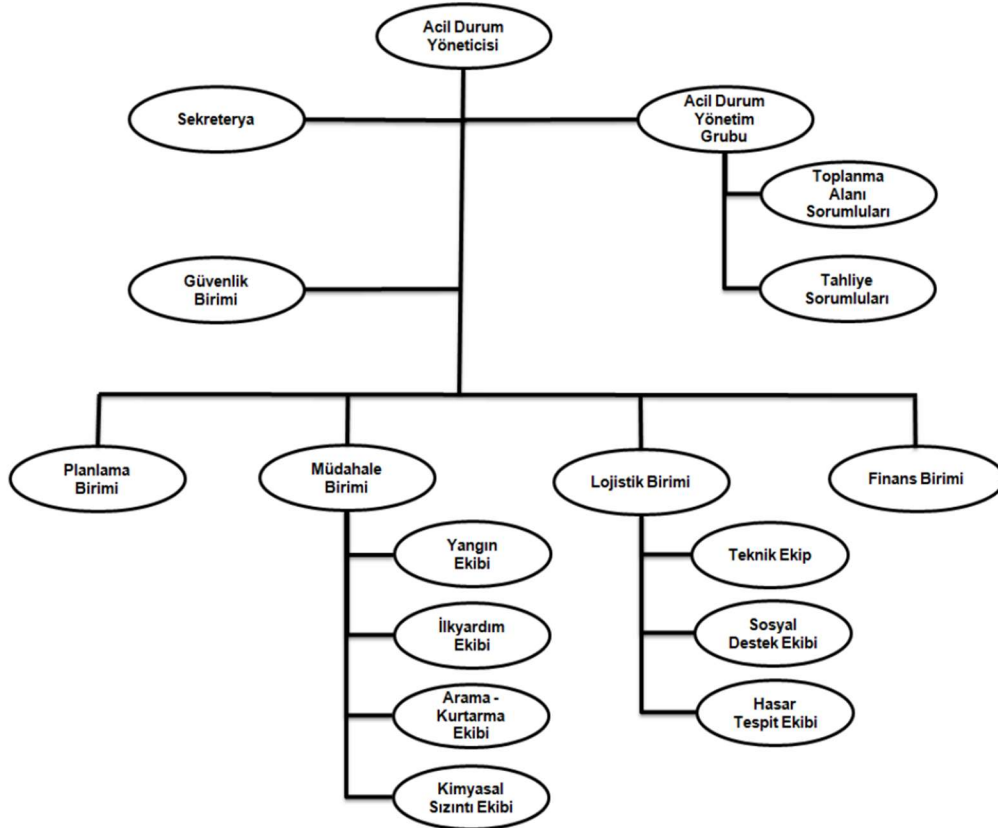 Acil Durum
Yöneticisi
Sekreterya
Acil Durum
Yönetim
Grubu
Toplanma
Alanı
Sorumluları
Güvenlik
Birimi
Tahliye
Sorumluları
Planlama
Birimi
Müdahale
Birimi
Lojistik Birimi
Finans Birimi
Yangın
Ekibi
Teknik Ekip
İlkyardım
Ekibi
Sosyal
Destek Ekibi
Arama -
Kurtarma
Ekibi
Hasar
Tespit Ekibi
Kimyasal
Sızıntı Ekibi